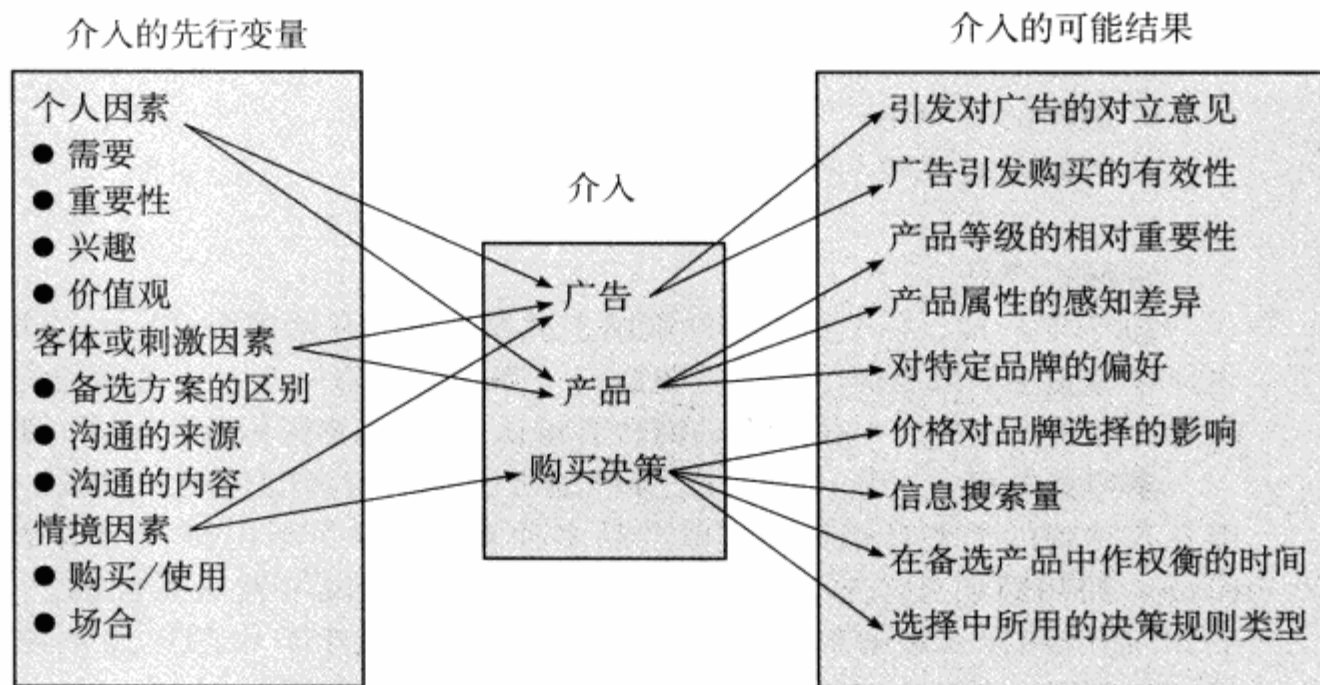 介入的先行变量
个人因素
● 需要
● 重要性
● 兴趣
● 价值观
客体或刺激因素
● 备选方案的区别
● 沟通的来源
● 沟通的内容
情境因素
● 购买/使用
● 场合
介入
广告
产品
购买决策
介入的可能结果
引发对广告的对立意见
广告引发购买的有效性
产品等级的相对重要性
产品属性的感知差异
对特定品牌的偏好
价格对品牌选择的影响
信息搜索量
在备选产品中作权衡的时间
选择中所用的决策规则类型